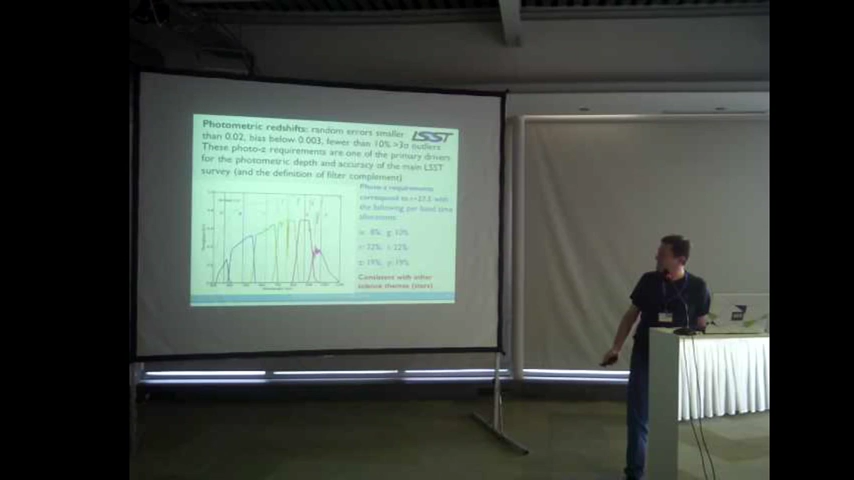 Photometric redshifts: random errors smaller
LSST
than 0.02, bias below 0.003, fewer than 10% >3σ outliers
These photo-z requirements are one of the primary drivers
for the photometric depth and accuracy of the main LSST
survey (and the definition of filter complement)
Photo-z requirements
correspond to r~27.5 with
the following per band time
allocations
u: 8% g: 10%
r: 22% i: 22%
z: 19% y: 19%
Consistent with other
science themes (stars)